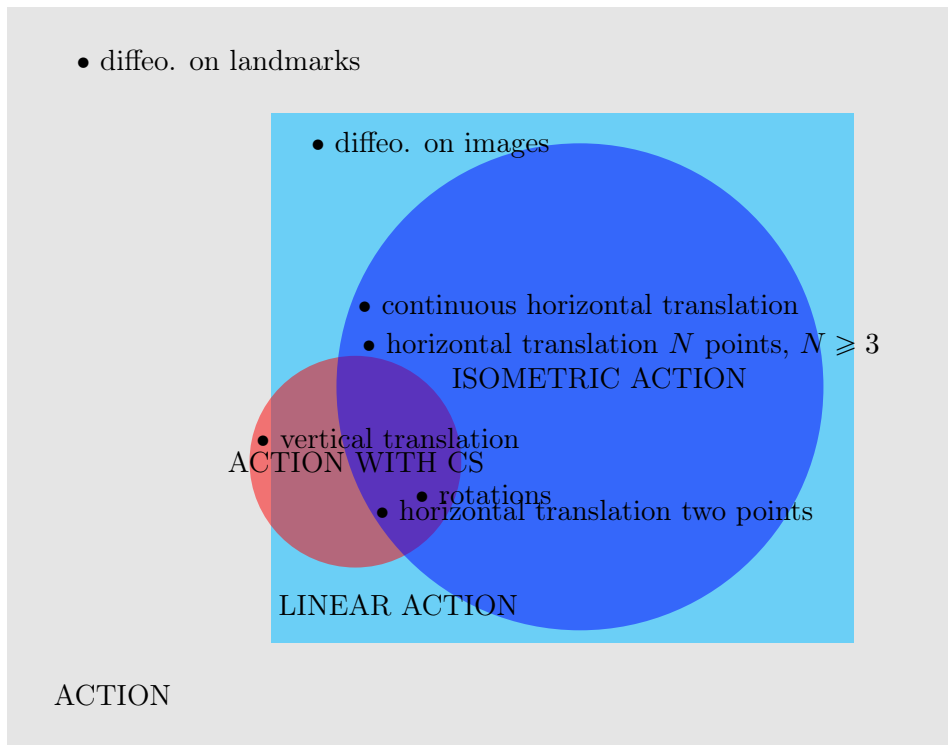 • diffeo. on landmarks
• diffeo. on images
• continuous horizontal translation
• horizontal translation N points, N ⩾ 3
ISOMETRIC ACTION
• vertical translation
ACTION WITH CS
• rotations
• horizontal translation two points
LINEAR ACTION
ACTION